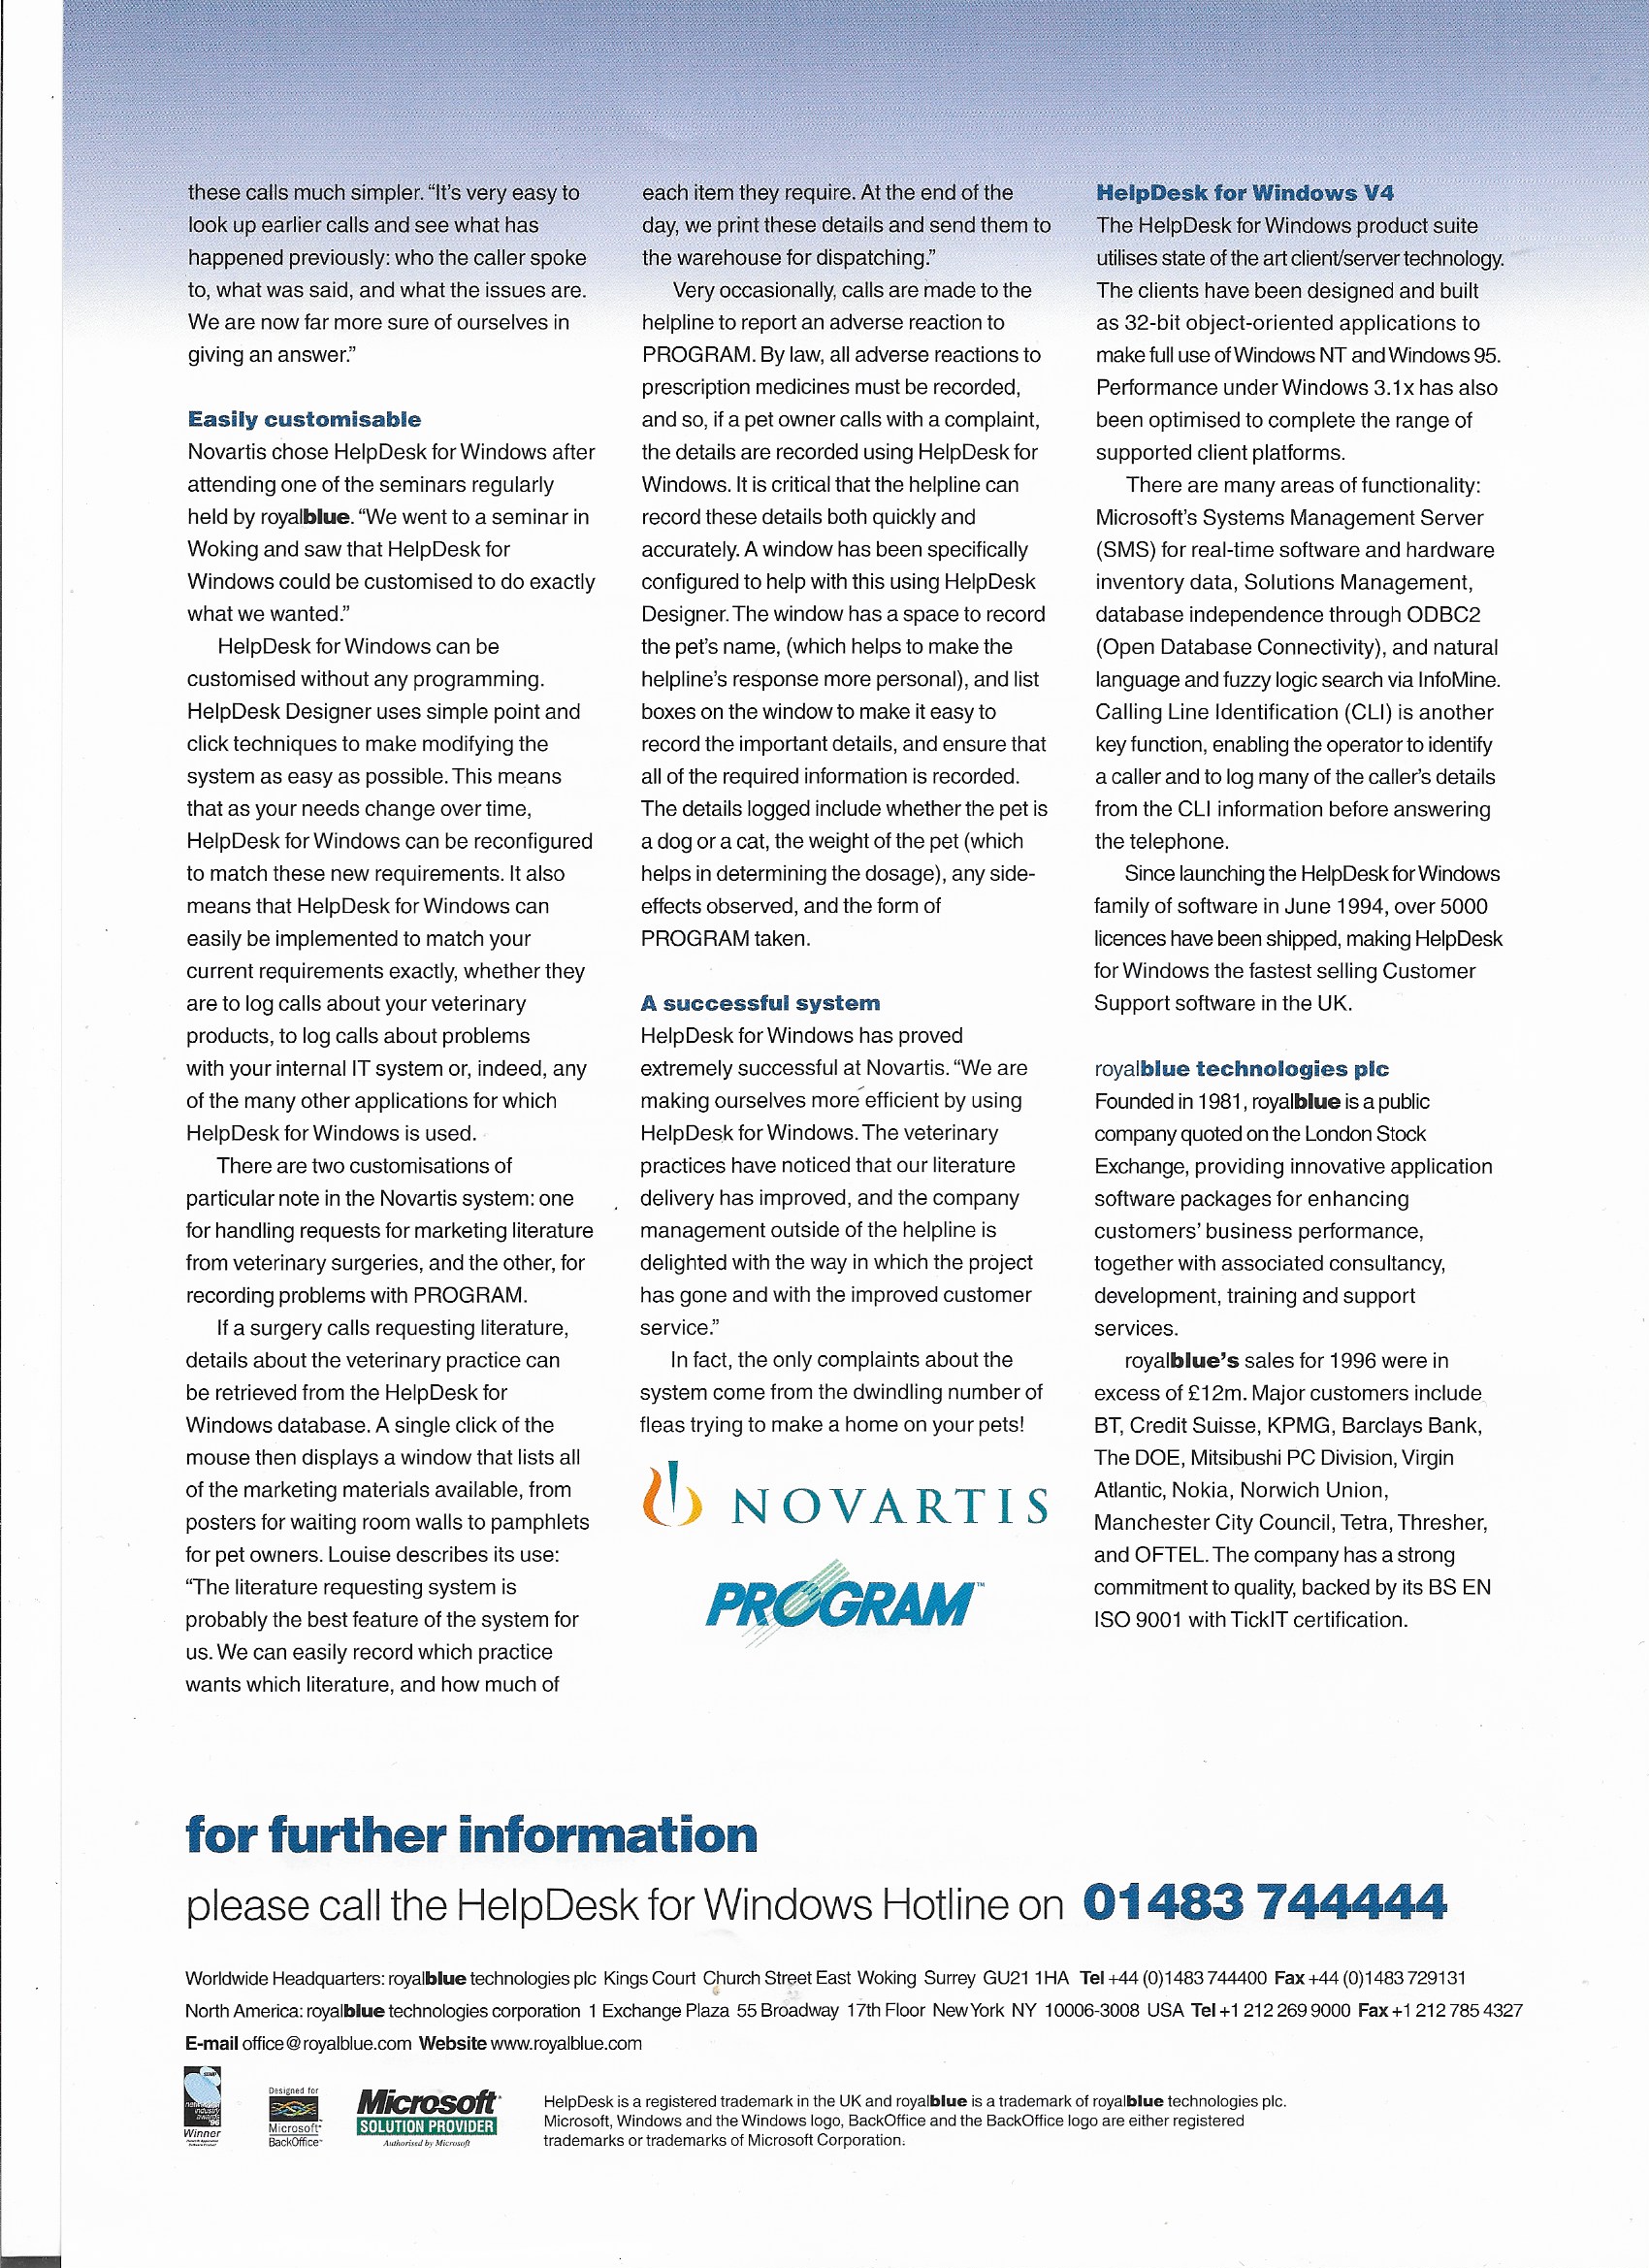 these calls much simpler. “It’s very easy to
look up earlier calls and see what has
happened previously: who the caller spoke
to, what was said, and what the issues are.
We are now far more sure of ourselves in
giving an answer.”
Easily customisable
Novartis chose HelpDesk for Windows after
attending one of the seminars regularly
held by royalblue. “We went to a seminar in
Woking and saw that HelpDesk for
Windows could be customised to do exactly
what we wanted.”
HelpDesk for Windows can be
customised without any programming.
HelpDesk Designer uses simple point and
click techniques to make modifying the
system as easy as possible. This means
that as your needs change over time,
HelpDesk for Windows can be reconfigured
to match these new requirements. It also
means that HelpDesk for Windows can
easily be implemented to match your
current requirements exactly, whether they
are to log calls about your veterinary
products, to log calls about problems
with your internal IT system or, indeed, any
of the many other applications for which
HelpDesk for Windows is used.
There are two customisations of
particular note in the Novartis system: one
for handling requests for marketing literature
from veterinary surgeries, and the other, for
recording problems with PROGRAM.
If a surgery calls requesting literature,
details about the veterinary practice can
be retrieved from the HelpDesk for
Windows database. A single click of the
mouse then displays a window that lists all
of the marketing materials available, from
posters for waiting room walls to pamphlets
for pet owners. Louise describes its use:
“The literature requesting system is
probably the best feature of the system for
us. We can easily record which practice
wants which literature, and how much of
each item they require. At the end of the
day, we print these details and send them to
the warehouse for dispatching.”
Very occasionally, calls are made to the
helpline to report an adverse reaction to
PROGRAM. By law, all adverse reactions to
prescription medicines must be recorded,
and so, if a pet owner calls with a complaint,
the details are recorded using HelpDesk for
Windows. It is critical that the helpline can
record these details both quickly and
accurately. A window has been specifically
configured to help with this using HelpDesk
Designer. The window has a space to record
the pet’s name, (which helps to make the
helpline’s response more personal), and list
boxes on the window to make it easy to
record the important details, and ensure that
all of the required information is recorded.
The details logged include whether the pet is
a dog or a cat, the weight of the pet (which
helps in determining the dosage), any side-
effects observed, and the form of
PROGRAM taken.
A successful system
HelpDesk for Windows has proved
extremely successful at Novartis. “We are
making ourselves more efficient by using
HelpDesk for Windows. The veterinary
practices have noticed that our literature
delivery has improved, and the company
management outside of the helpline is
delighted with the way in which the project
has gone and with the improved customer
service.”
In fact, the only complaints about the
system come from the dwindling number of
fleas trying to make a home on your pets!
NOVARTIS
PROGRAM™
HelpDesk for Windows V4
The HelpDesk for Windows product suite
utilises state of the art client/server technology.
The clients have been designed and built
as 32-bit object-oriented applications to
make full use of Windows NT and Windows 95.
Performance under Windows 3.1x has also
been optimised to complete the range of
supported client platforms.
There are many areas of functionality:
Microsoft’s Systems Management Server
(SMS) for real-time software and hardware
inventory data, Solutions Management,
database independence through ODBC2
(Open Database Connectivity), and natural
language and fuzzy logic search via InfoMine.
Calling Line Identification (CLI) is another
key function, enabling the operator to identify
a caller and to log many of the caller’s details
from the CLI information before answering
the telephone.
Since launching the HelpDesk for Windows
family of software in June 1994, over 5000
licences have been shipped, making HelpDesk
for Windows the fastest selling Customer
Support software in the UK.
royalblue technologies plc
Founded in 1981, royalblue is a public
company quoted on the London Stock
Exchange, providing innovative application
software packages for enhancing
customers’ business performance,
together with associated consultancy,
development, training and support
services.
royalblue’s sales for 1996 were in
excess of £12m. Major customers include
BT, Credit Suisse, KPMG, Barclays Bank,
The DOE, Mitsibushi PC Division, Virgin
Atlantic, Nokia, Norwich Union,
Manchester City Council, Tetra, Thresher,
and OFTEL. The company has a strong
commitment to quality, backed by its BS EN
ISO 9001 with TickIT certification.
for further information
please call the HelpDesk for Windows Hotline on 01483 744444
Worldwide Headquarters: royalblue technologies plc Kings Court Church Street East Woking Surrey GU21 1HA Tel +44 (0)1483 744400 Fax +44 (0)1483 729131
North America: royalblue technologies corporation 1 Exchange Plaza 55 Broadway 17th Floor New York NY 10006-3008 USA Tel +1 212 269 9000 Fax +1 212 785 4327
E-mail office@royalblue.com Website www.royalblue.com
network
industry
awards
Winner
Designed for
Microsoft
BackOffice™
Microsoft
SOLUTION PROVIDER
Authorised by Microsoft
HelpDesk is a registered trademark in the UK and royalblue is a trademark of royalblue technologies plc.
Microsoft, Windows and the Windows logo, BackOffice and the BackOffice logo are either registered
trademarks or trademarks of Microsoft Corporation.